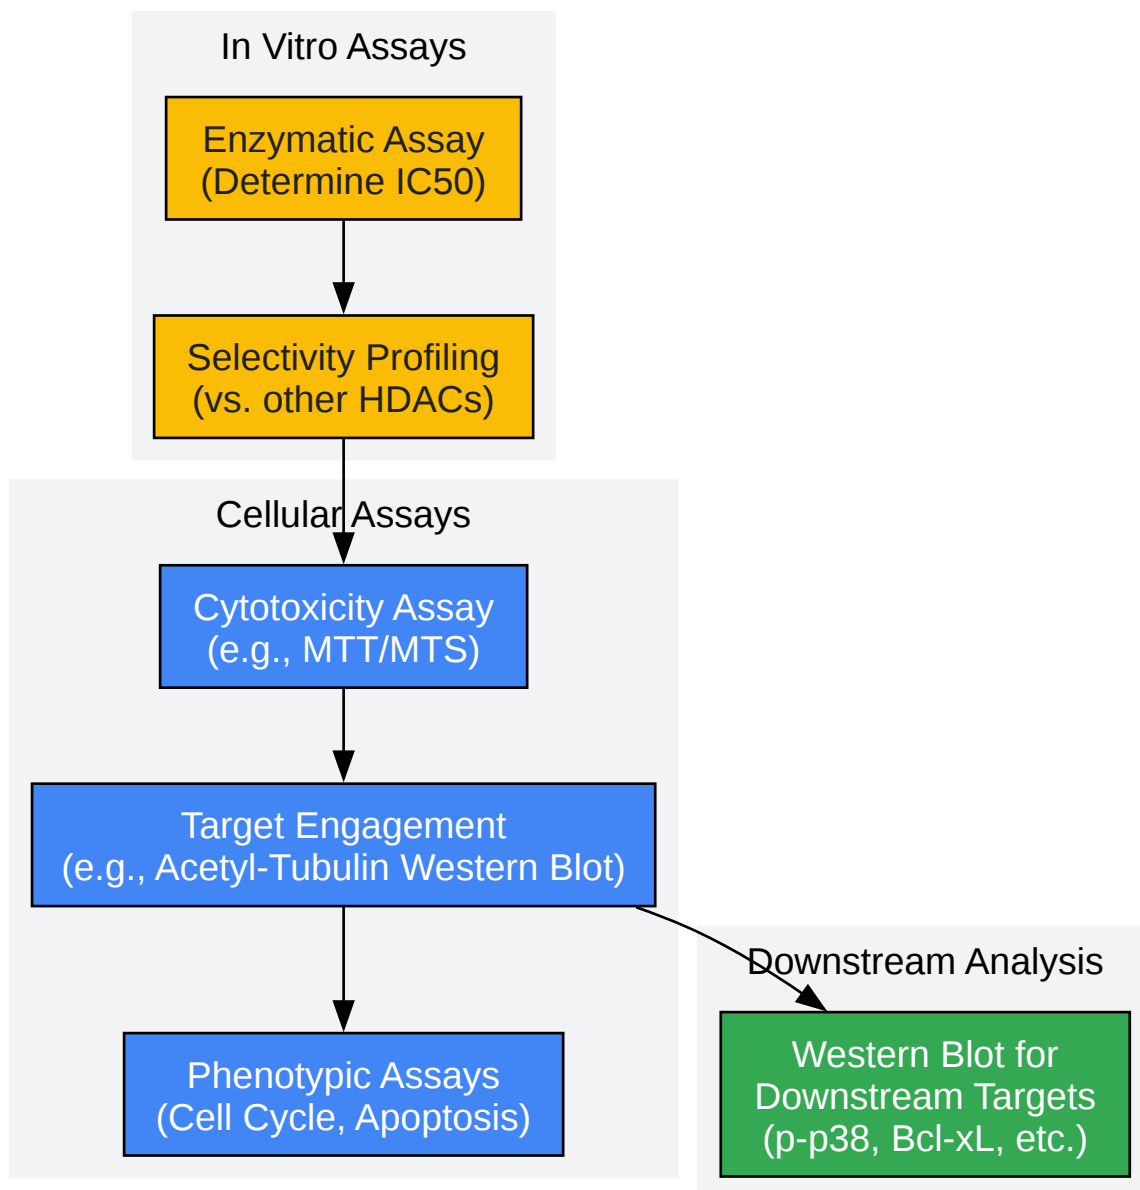 In Vitro Assays
Enzymatic Assay
(Determine IC50)
Selectivity Profiling
(vs. other HDACs)
Cellular Assays
Cytotoxicity Assay
(e.g., MTT/MTS)
Target Engagement
(e.g., Acetyl-Tubulin Western Blot)
Phenotypic Assays
(Cell Cycle, Apoptosis)
Downstream Analysis
Western Blot for
Downstream Targets
(p-p38, Bcl-xL, etc.)